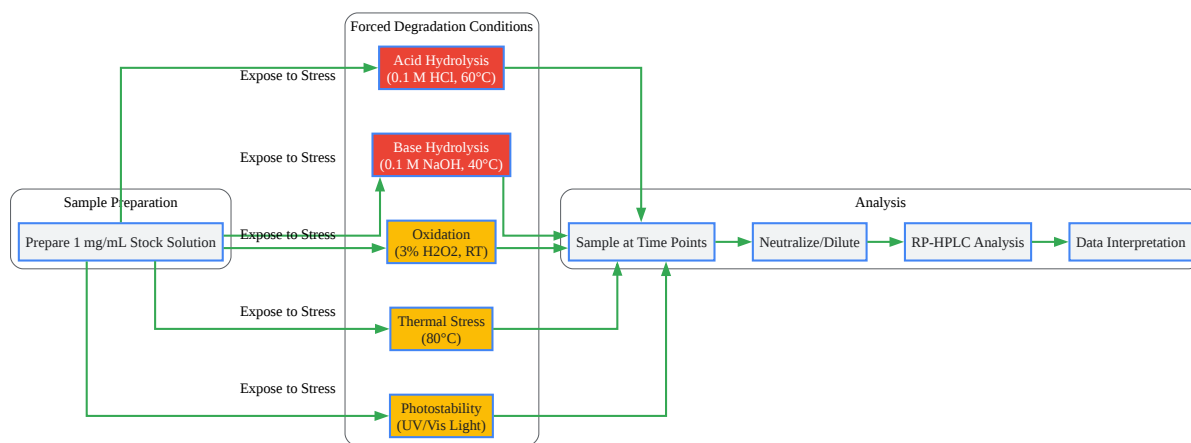 Forced Degradation Conditions
Acid Hydrolysis
(0.1 M HCl, 60°C)
Expose to Stress
Base Hydrolysis
(0.1 M NaOH, 40°C)
Expose to Stress
Sample Preparation
Prepare 1 mg/mL Stock Solution
Expose to Stress
Oxidation
(3% H2O2, RT)
Expose to Stress
Thermal Stress
(80°C)
Expose to Stress
Photostability
(UV/Vis Light)
Analysis
Sample at Time Points
Neutralize/Dilute
RP-HPLC Analysis
Data Interpretation